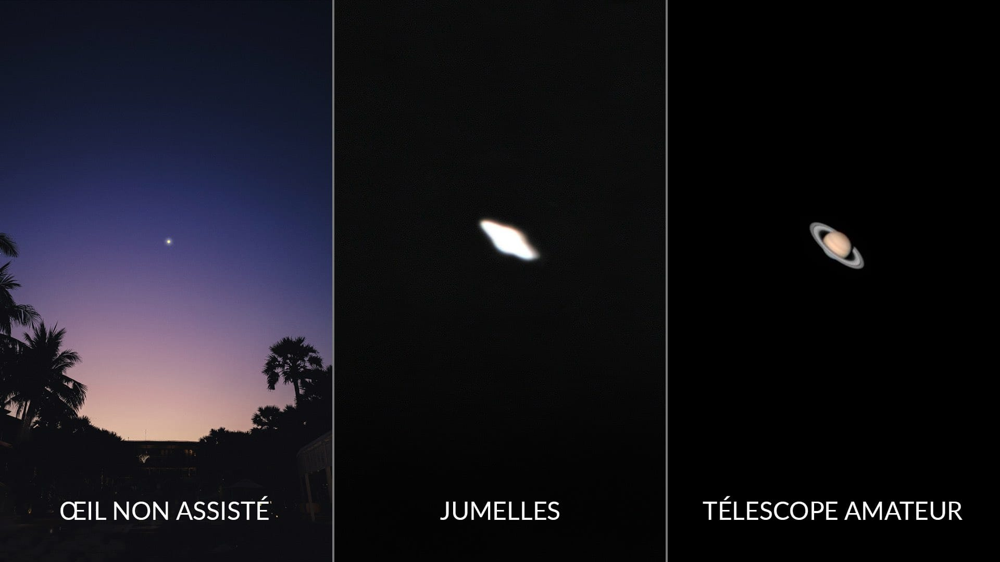 ŒIL NON ASSISTÉ
JUMELLES
TÉLESCOPE AMATEUR